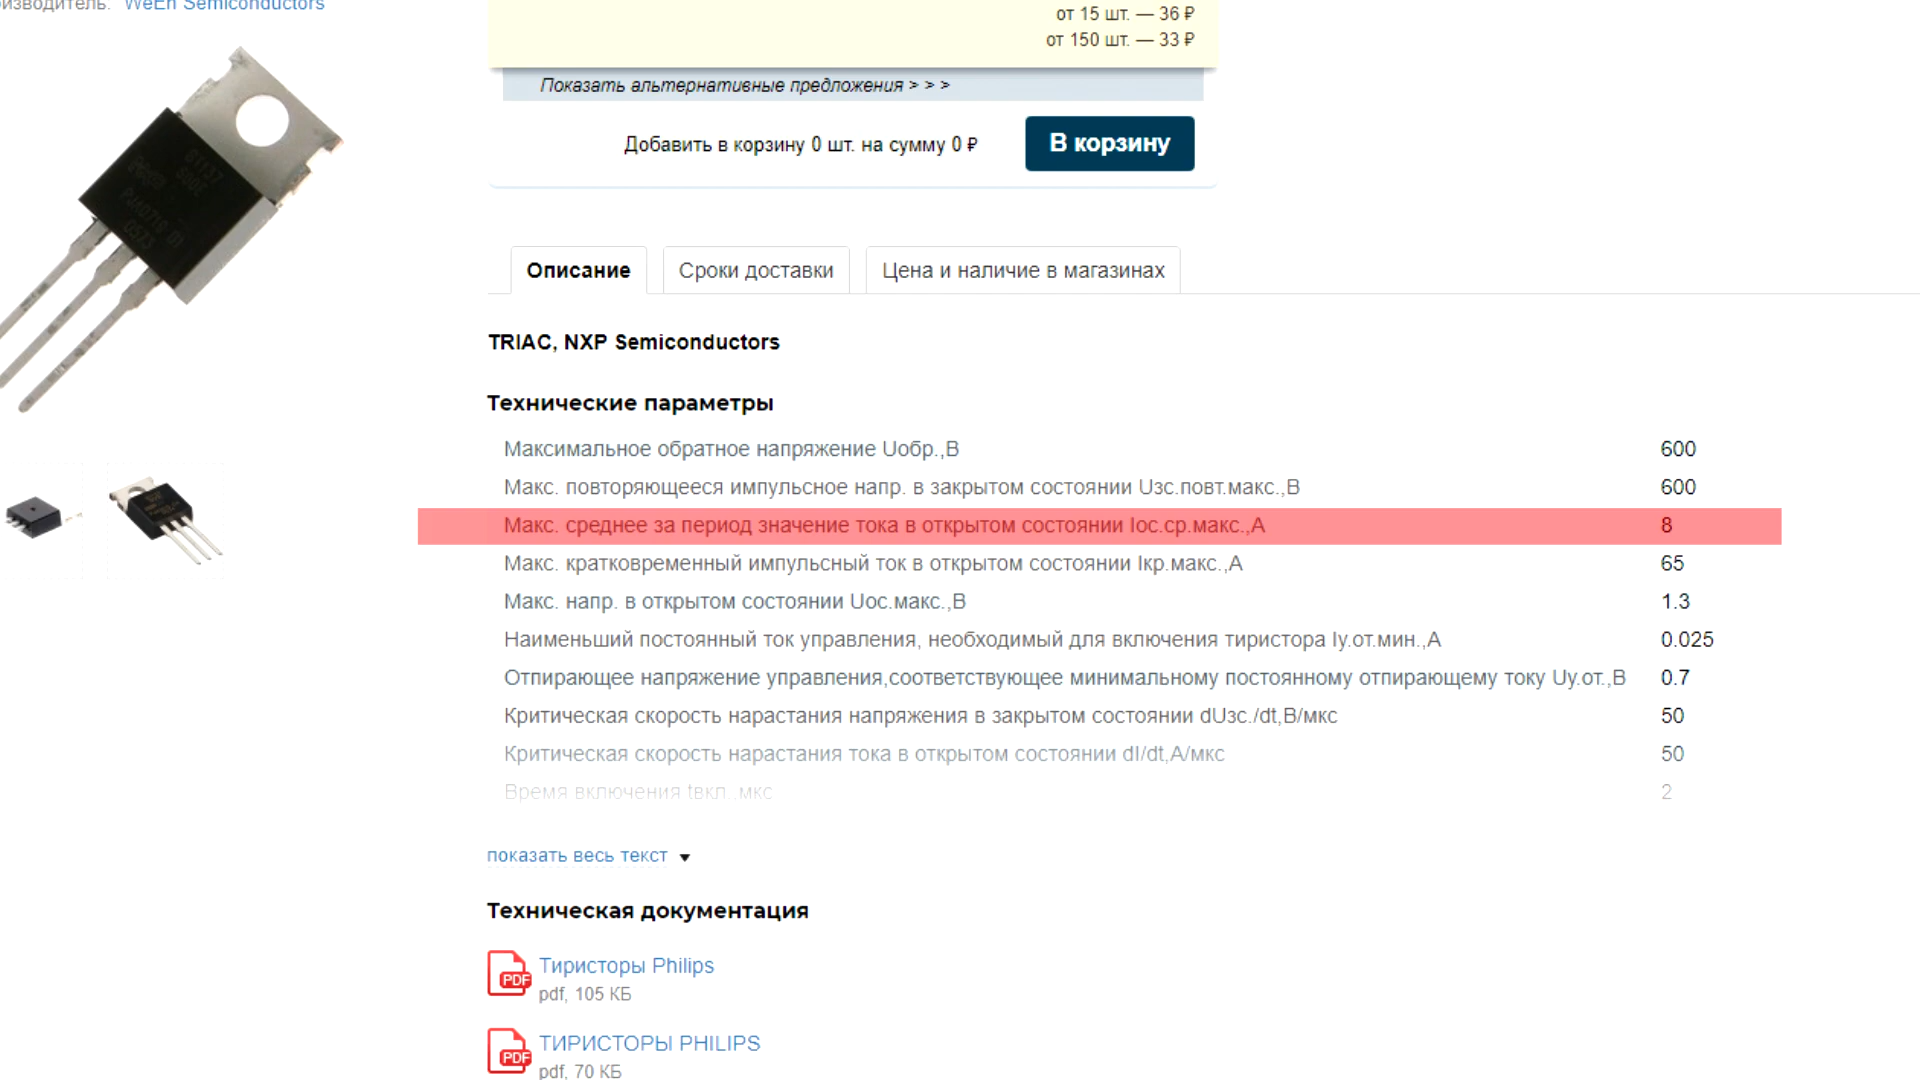 изводитель: WeEn Semiconductors
от 15 шт. — 36 ₽
от 150 шт. — 33 ₽
Показать альтернативные предложения > > >
Добавить в корзину 0 шт. на сумму 0 ₽
В корзину
Описание
Сроки доставки
Цена и наличие в магазинах
TRIAC, NXP Semiconductors
Технические параметры
Максимальное обратное напряжение Uобр.,В 600
Макс. повторяющееся импульсное напр. в закрытом состоянии Uзс.повт.макс.,В 600
Макс. среднее за период значение тока в открытом состоянии Iос.ср.макс.,А 8
Макс. кратковременный импульсный ток в открытом состоянии Iкр.макс.,А 65
Макс. напр. в открытом состоянии Uос.макс.,В 1.3
Наименьший постоянный ток управления, необходимый для включения тиристора Iу.от.мин.,А 0.025
Отпирающее напряжение управления,соответствующее минимальному постоянному отпирающему току Uу.от.,В 0.7
Критическая скорость нарастания напряжения в закрытом состоянии dUзс./dt,В/мкс 50
Критическая скорость нарастания тока в открытом состоянии dI/dt,А/мкс 50
Время включения tвкл.,мкс 2
показать весь текст
Техническая документация
PDF Тиристоры Philips
pdf, 105 КБ
PDF ТИРИСТОРЫ PHILIPS
pdf, 70 КБ